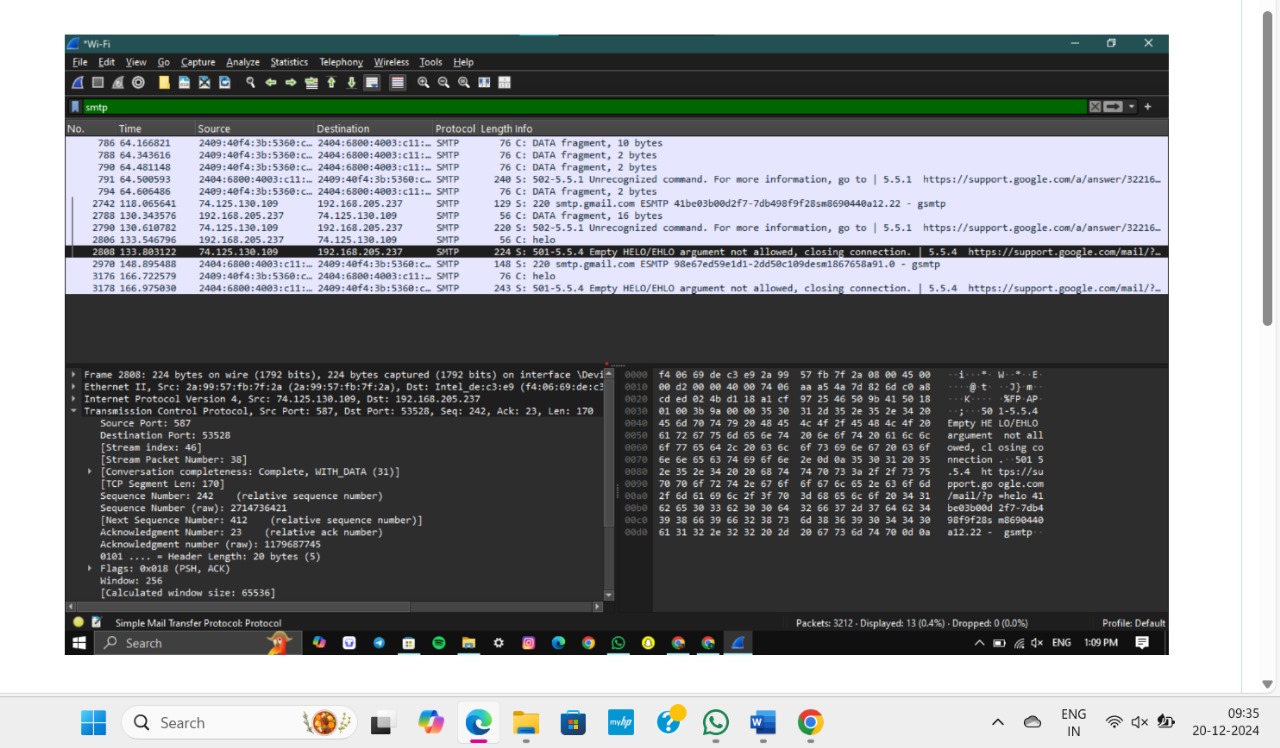 *Wi-Fi
File Edit View Go Capture Analyze Statistics Telephony Wireless Tools Help
smtp
No. Time Source Destination Protocol Length Info
786 64.166821 2409:40f4:3b:5360:c… 2404:6800:4003:c11:… SMTP 76 C: DATA fragment, 10 bytes
788 64.343616 2409:40f4:3b:5360:c… 2404:6800:4003:c11:… SMTP 76 C: DATA fragment, 2 bytes
790 64.481148 2409:40f4:3b:5360:c… 2404:6800:4003:c11:… SMTP 76 C: DATA fragment, 2 bytes
791 64.500593 2404:6800:4003:c11:… 2409:40f4:3b:5360:c… SMTP 240 S: 502-5.5.1 Unrecognized command. For more information, go to | 5.5.1 https://support.google.com/a/answer/32216…
794 64.606486 2409:40f4:3b:5360:c… 2404:6800:4003:c11:… SMTP 76 C: DATA fragment, 2 bytes
2742 118.065641 74.125.130.109 192.168.205.237 SMTP 129 S: 220 smtp.gmail.com ESMTP 41be03b00d2f7-7db498f9f28sm8690440a12.22 - gsmtp
2788 130.343576 192.168.205.237 74.125.130.109 SMTP 56 C: DATA fragment, 16 bytes
2790 130.610782 74.125.130.109 192.168.205.237 SMTP 220 S: 502-5.5.1 Unrecognized command. For more information, go to | 5.5.1 https://support.google.com/a/answer/32216…
2806 133.546796 192.168.205.237 74.125.130.109 SMTP 56 C: helo
2808 133.803122 74.125.130.109 192.168.205.237 SMTP 224 S: 501-5.5.4 Empty HELO/EHLO argument not allowed, closing connection. | 5.5.4 https://support.google.com/mail/?…
2970 148.895488 2404:6800:4003:c11:… 2409:40f4:3b:5360:c… SMTP 148 S: 220 smtp.gmail.com ESMTP 98e67ed59e1d1-2dd50c109desm1867658a91.0 - gsmtp
3176 166.722579 2409:40f4:3b:5360:c… 2404:6800:4003:c11:… SMTP 76 C: helo
3178 166.975030 2404:6800:4003:c11:… 2409:40f4:3b:5360:c… SMTP 243 S: 501-5.5.4 Empty HELO/EHLO argument not allowed, closing connection. | 5.5.4 https://support.google.com/mail/?…
Frame 2808: 224 bytes on wire (1792 bits), 224 bytes captured (1792 bits) on interface \Devi
Ethernet II, Src: 2a:99:57:fb:7f:2a (2a:99:57:fb:7f:2a), Dst: Intel_de:c3:e9 (f4:06:69:de:c3
Internet Protocol Version 4, Src: 74.125.130.109, Dst: 192.168.205.237
Transmission Control Protocol, Src Port: 587, Dst Port: 53528, Seq: 242, Ack: 23, Len: 170
Source Port: 587
Destination Port: 53528
[Stream index: 46]
[Stream Packet Number: 38]
[Conversation completeness: Complete, WITH_DATA (31)]
[TCP Segment Len: 170]
Sequence Number: 242 (relative sequence number)
Sequence Number (raw): 2714736421
[Next Sequence Number: 412 (relative sequence number)]
Acknowledgment Number: 23 (relative ack number)
Acknowledgment number (raw): 1179687745
0101 .... = Header Length: 20 bytes (5)
Flags: 0x018 (PSH, ACK)
Window: 256
[Calculated window size: 65536]
0000 f4 06 69 de c3 e9 2a 99 57 fb 7f 2a 08 00 45 00 ··i···*· W··*··E·
0010 00 d2 00 00 40 00 74 06 aa a5 4a 7d 82 6d c0 a8 ····@·t· ··J}·m··
0020 cd ed 02 4b d1 18 a1 cf 97 25 46 50 9b 41 50 18 ···K···· ·%FP·AP·
0030 01 00 3b 9a 00 00 35 30 31 2d 35 2e 35 2e 34 20 ··;···50 1-5.5.4
0040 45 6d 70 74 79 20 48 45 4c 4f 2f 45 48 4c 4f 20 Empty HE LO/EHLO
0050 61 72 67 75 6d 65 6e 74 20 6e 6f 74 20 61 6c 6c argument not all
0060 6f 77 65 64 2c 20 63 6c 6f 73 69 6e 67 20 63 6f owed, cl osing co
0070 6e 6e 65 63 74 69 6f 6e 2e 0d 0a 35 30 31 20 35 nnection .··501 5
0080 2e 35 2e 34 20 20 68 74 74 70 73 3a 2f 2f 73 75 .5.4 ht tps://su
0090 70 70 6f 72 74 2e 67 6f 6f 67 6c 65 2e 63 6f 6d pport.go ogle.com
00a0 2f 6d 61 69 6c 2f 3f 70 3d 68 65 6c 6f 20 34 31 /mail/?p =helo 41
00b0 62 65 30 33 62 30 30 64 32 66 37 2d 37 64 62 34 be03b00d 2f7-7db4
00c0 39 38 66 39 66 32 38 73 6d 38 36 39 30 34 34 30 98f9f28s m8690440
00d0 61 31 32 2e 32 32 20 2d 20 67 73 6d 74 70 0d 0a a12.22 - gsmtp··
Simple Mail Transfer Protocol: Protocol Packets: 3212 · Displayed: 13 (0.4%) · Dropped: 0 (0.0%) Profile: Default
Search ENG 1:09 PM
Search myhp W ENG 09:35
IN 20-12-2024